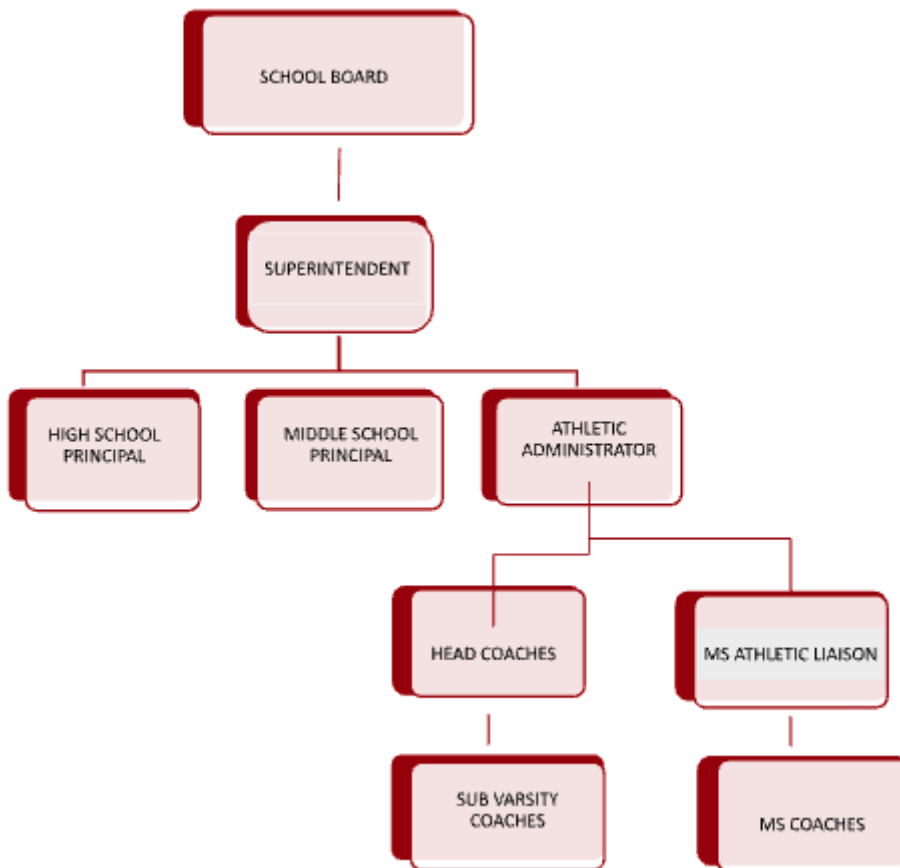 SCHOOL BOARD
SUPERINTENDENT
HIGH SCHOOL
PRINCIPAL
MIDDLE SCHOOL
PRINCIPAL
ATHLETIC
ADMINISTRATOR
HEAD COACHES
MS ATHLETIC LIAISON
SUB VARSITY
COACHES
MS COACHES